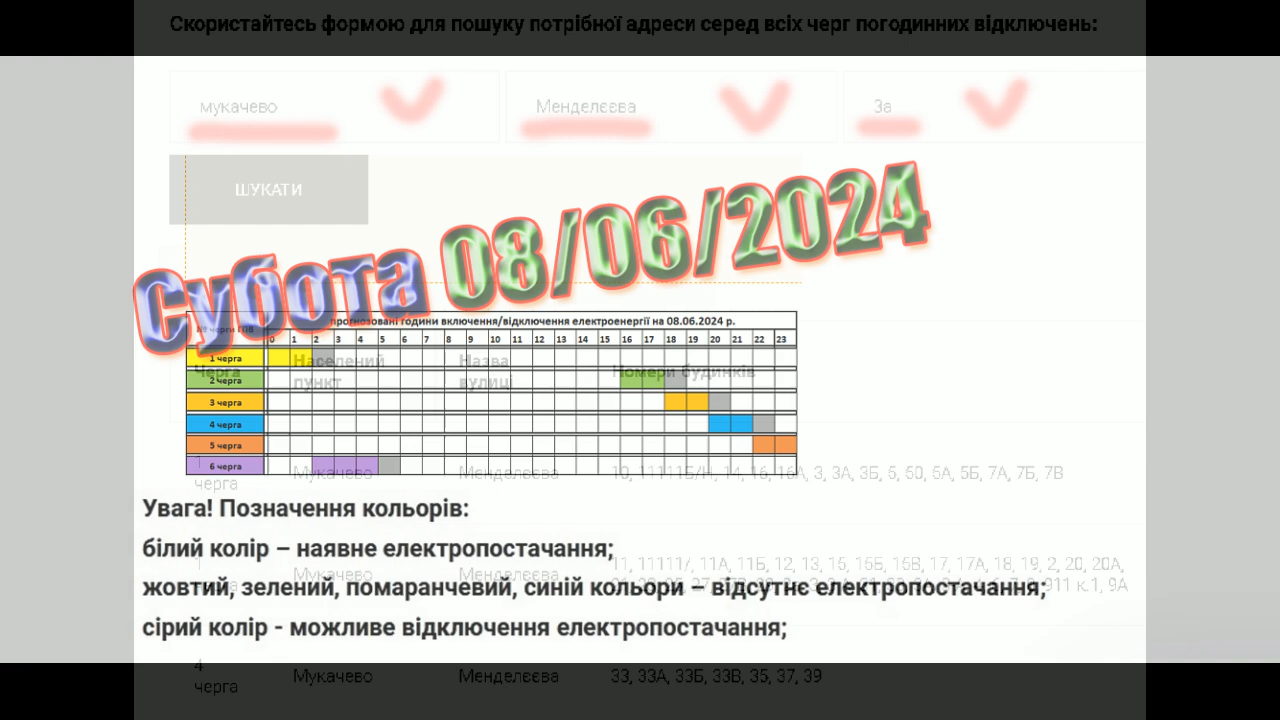 Скористайтесь формою для пошуку потрібної адреси серед всіх черг погодинних відключень:
мукачево Менделєєва 3а
ШУКАТИ
Субота 08/06/2024
прогнозовані години включення/відключення електроенергії на 08.06.2024 р.
0 1 2 3 4 5 6 7 8 9 10 11 12 13 14 15 16 17 18 19 20 21 22 23
1 черга
Черга Населений пункт Назва вулиці Номери будинків
2 черга
3 черга
4 черга
5 черга
6 черга
1 черга Мукачево Менделєєва 14, 16, 16А, 3, 3А, 3Б, 5, 50, 5А, 5Б, 7А, 7Б, 7В
Увага! Позначення кольорів:
білий колір – наявне електропостачання;
Мукачево Менделєєва 11, 11111/, 11А, 11Б, 12, 13, 15, 15Б, 15В, 17, 17А, 18, 19, 2, 20, 20А,
911 к.1, 9А
жовтий, зелений, помаранчевий, синій кольори – відсутнє електропостачання;
сірий колір - можливе відключення електропостачання;
4 черга Мукачево Менделєєва 33, 33А, 33Б, 33В, 35, 37, 39